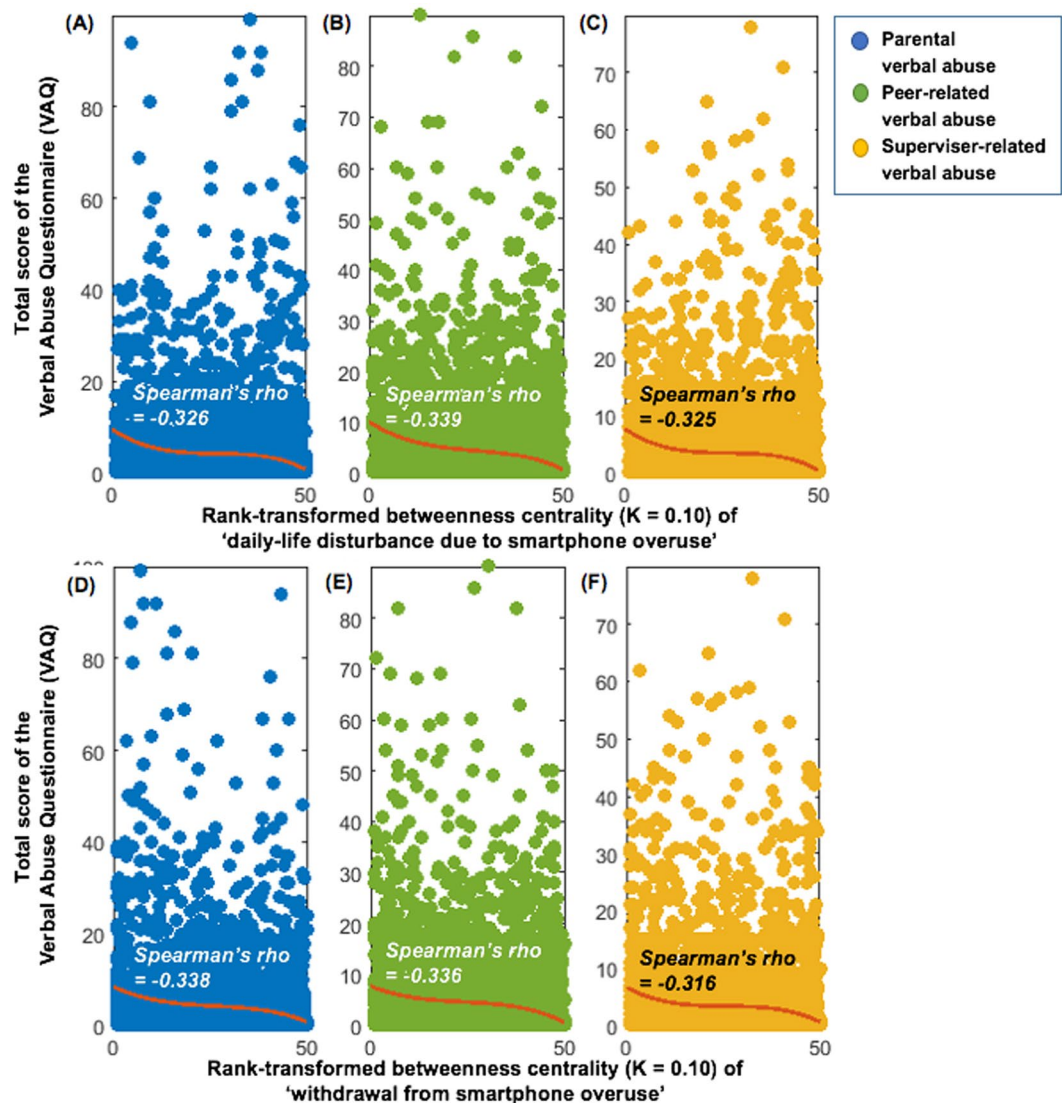 (A)
(B)
(C)
Total score of the
Verbal Abuse Questionnaire (VAQ)
80
60
40
20
0
80
70
60
50
40
30
20
10
0
70
60
50
40
30
20
10
0
Spearman's rho
= -0.326
Spearman's rho
= -0.339
Spearman's rho
= -0.325
0
50
0
50
0
50
Rank-transformed betweenness centrality (K = 0.10) of
‘daily-life disturbance due to smartphone overuse’
Parental
verbal abuse
Peer-related
verbal abuse
Superviser-related
verbal abuse
(D)
(E)
(F)
Total score of the
Verbal Abuse Questionnaire (VAQ)
100
80
60
40
20
0
80
70
60
50
40
30
20
10
0
70
60
50
40
30
20
10
0
Spearman's rho
= -0.338
Spearman's rho
= -0.336
Spearman's rho
= -0.316
0
50
0
50
0
50
Rank-transformed betweenness centrality (K = 0.10) of
‘withdrawal from smartphone overuse’